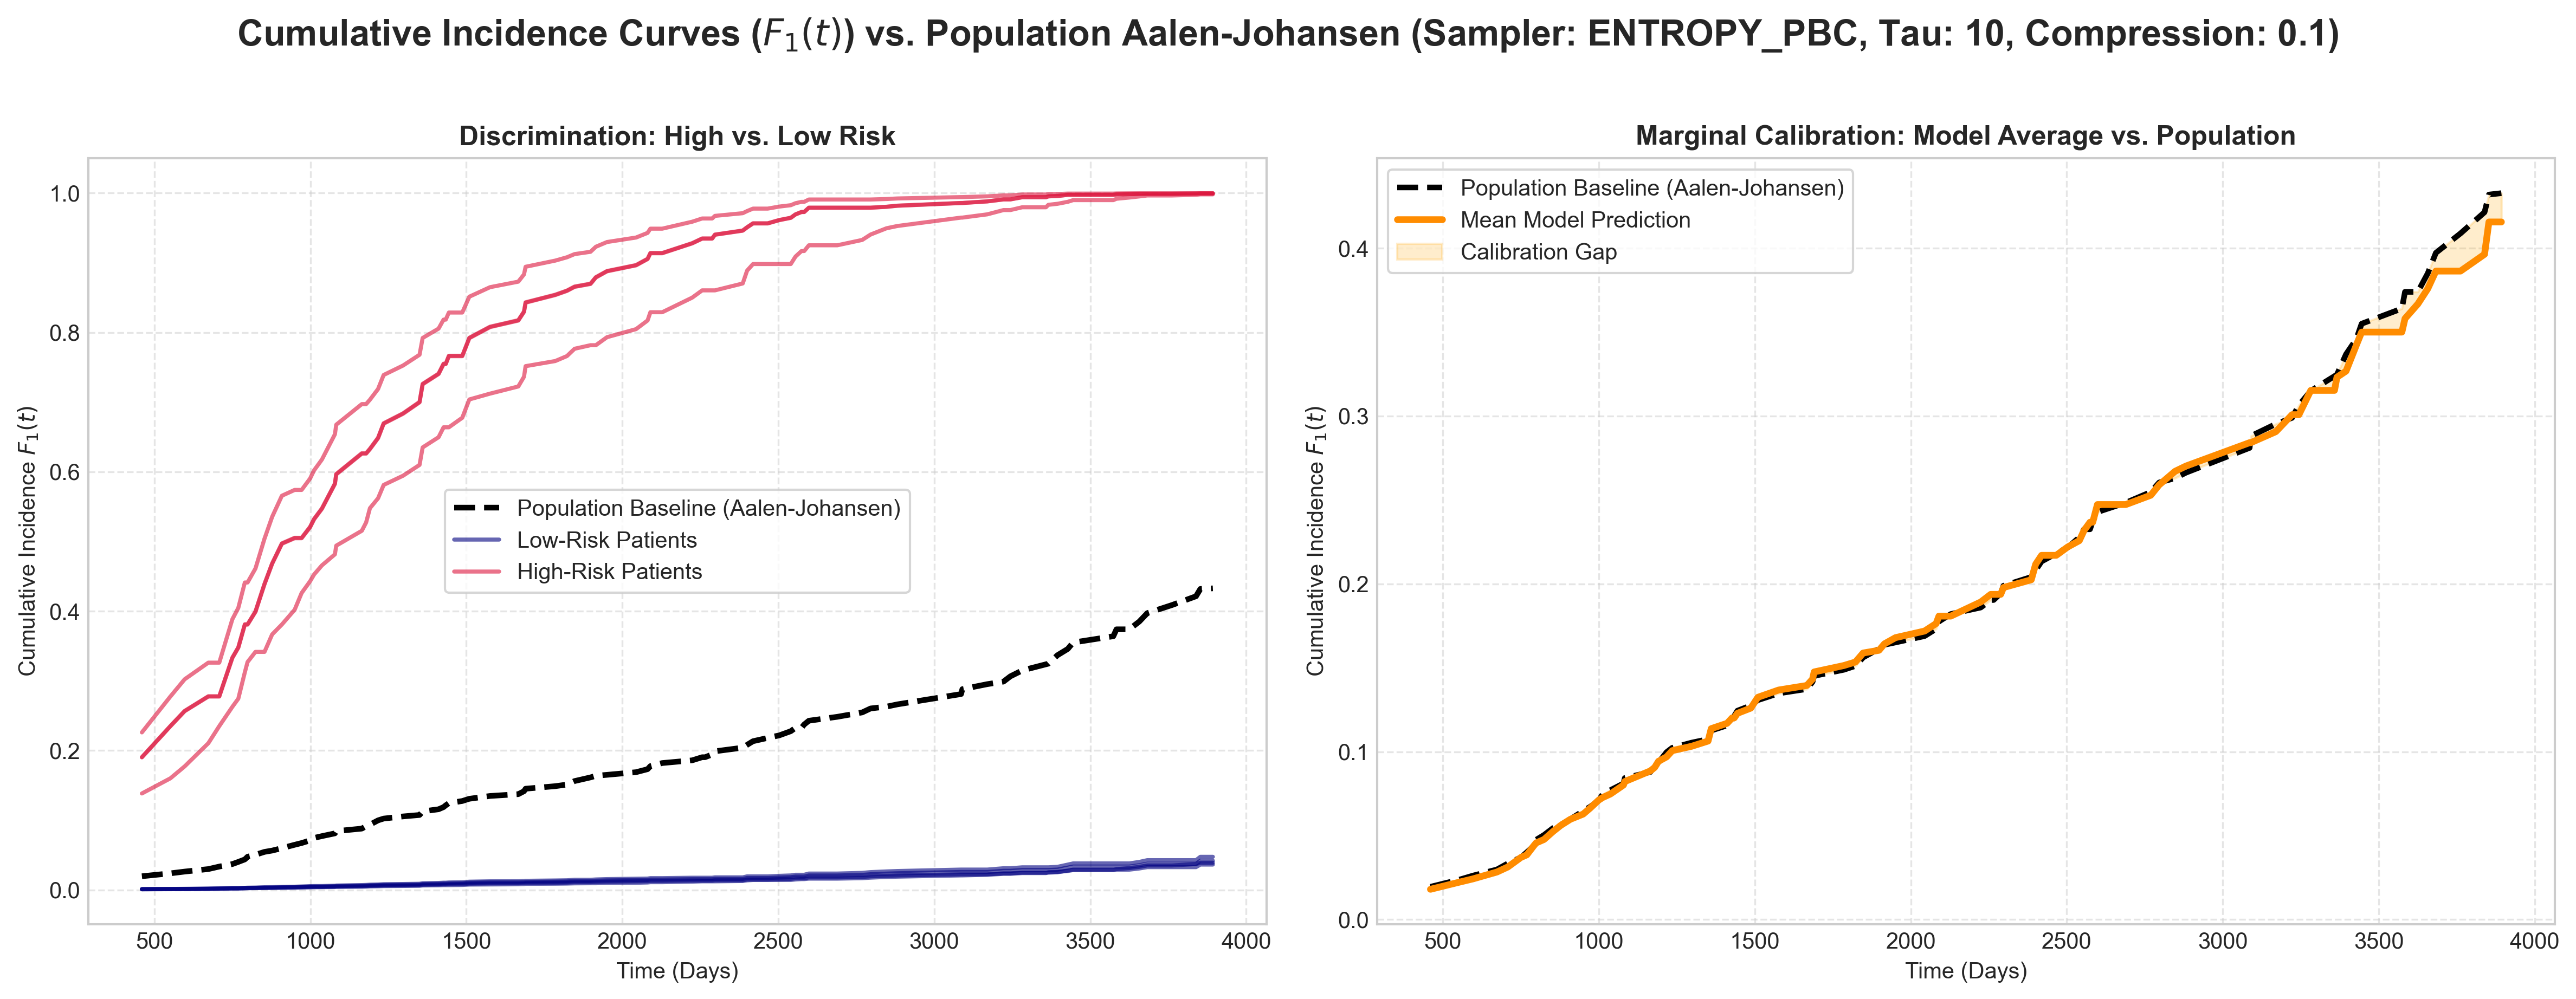 Cumulative Incidence Curves (F₁(t)) vs. Population Aalen-Johansen (Sampler: ENTROPY_PBC, Tau: 10, Compression: 0.1)
Discrimination: High vs. Low Risk
1.0
0.8
0.6
0.4
0.2
0.0
Cumulative Incidence F₁(t)
Population Baseline (Aalen-Johansen)
Low-Risk Patients
High-Risk Patients
500 1000 1500 2000 2500 3000 3500 4000
Time (Days)
Marginal Calibration: Model Average vs. Population
Population Baseline (Aalen-Johansen)
Mean Model Prediction
Calibration Gap
0.4
0.3
0.2
0.1
0.0
Cumulative Incidence F₁(t)
500 1000 1500 2000 2500 3000 3500 4000
Time (Days)